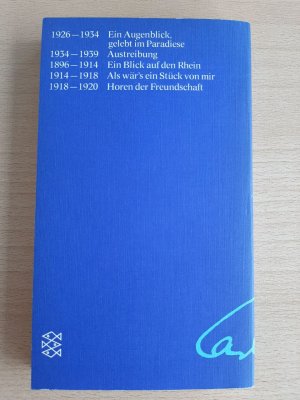 1926—1934 Ein Augenblick,
gelebt im Paradiese
1934—1939 Austreibung
1896—1914 Ein Blick auf den Rhein
1914—1918 Als wär's ein Stück von mir
1918—1920 Horen der Freundschaft